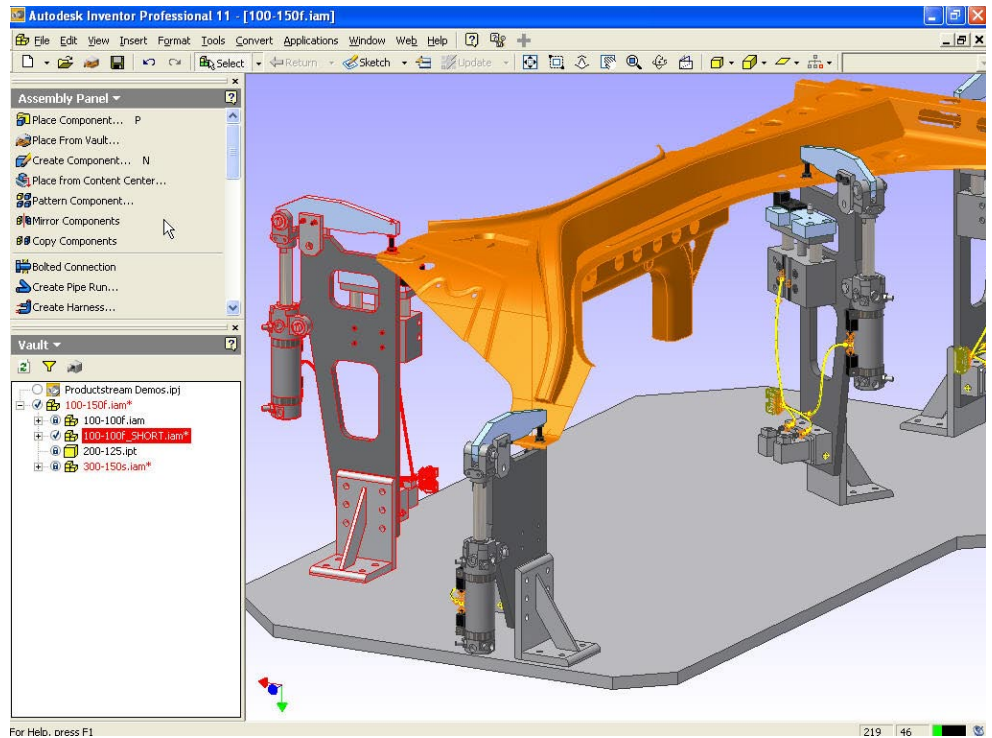 Autodesk Inventor Professional 11 - [100-150f.iam]
File Edit View Insert Format Tools Convert Applications Window Web Help
Select Return Sketch Update
Assembly Panel
Place Component... P
Place From Vault...
Create Component... N
Place from Content Center...
Pattern Component...
Mirror Components
Copy Components
Bolted Connection
Create Pipe Run...
Create Harness...
Vault
Productstream Demos.ipj
100-150f.iam*
100-100f.iam
100-100f_SHORT.iam*
200-125.ipt
300-150s.iam*
For Help, press F1
219 46